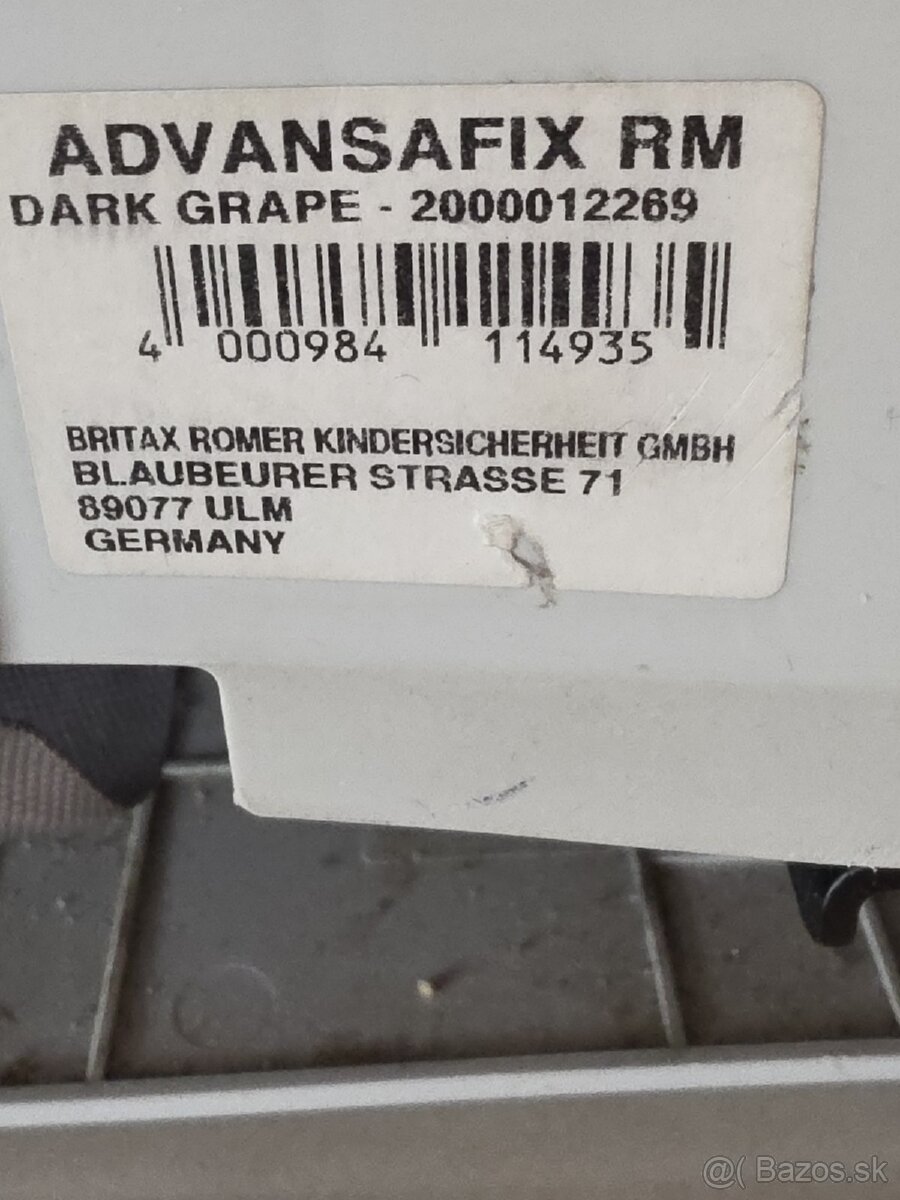 ADVANSAFIX RM
DARK GRAPE - 2000012269
4 000984 114935
BRITAX ROMER KINDERSICHERHEIT GMBH
BLAUBEURER STRASSE 71
89077 ULM
GERMANY
@( Bazos.sk